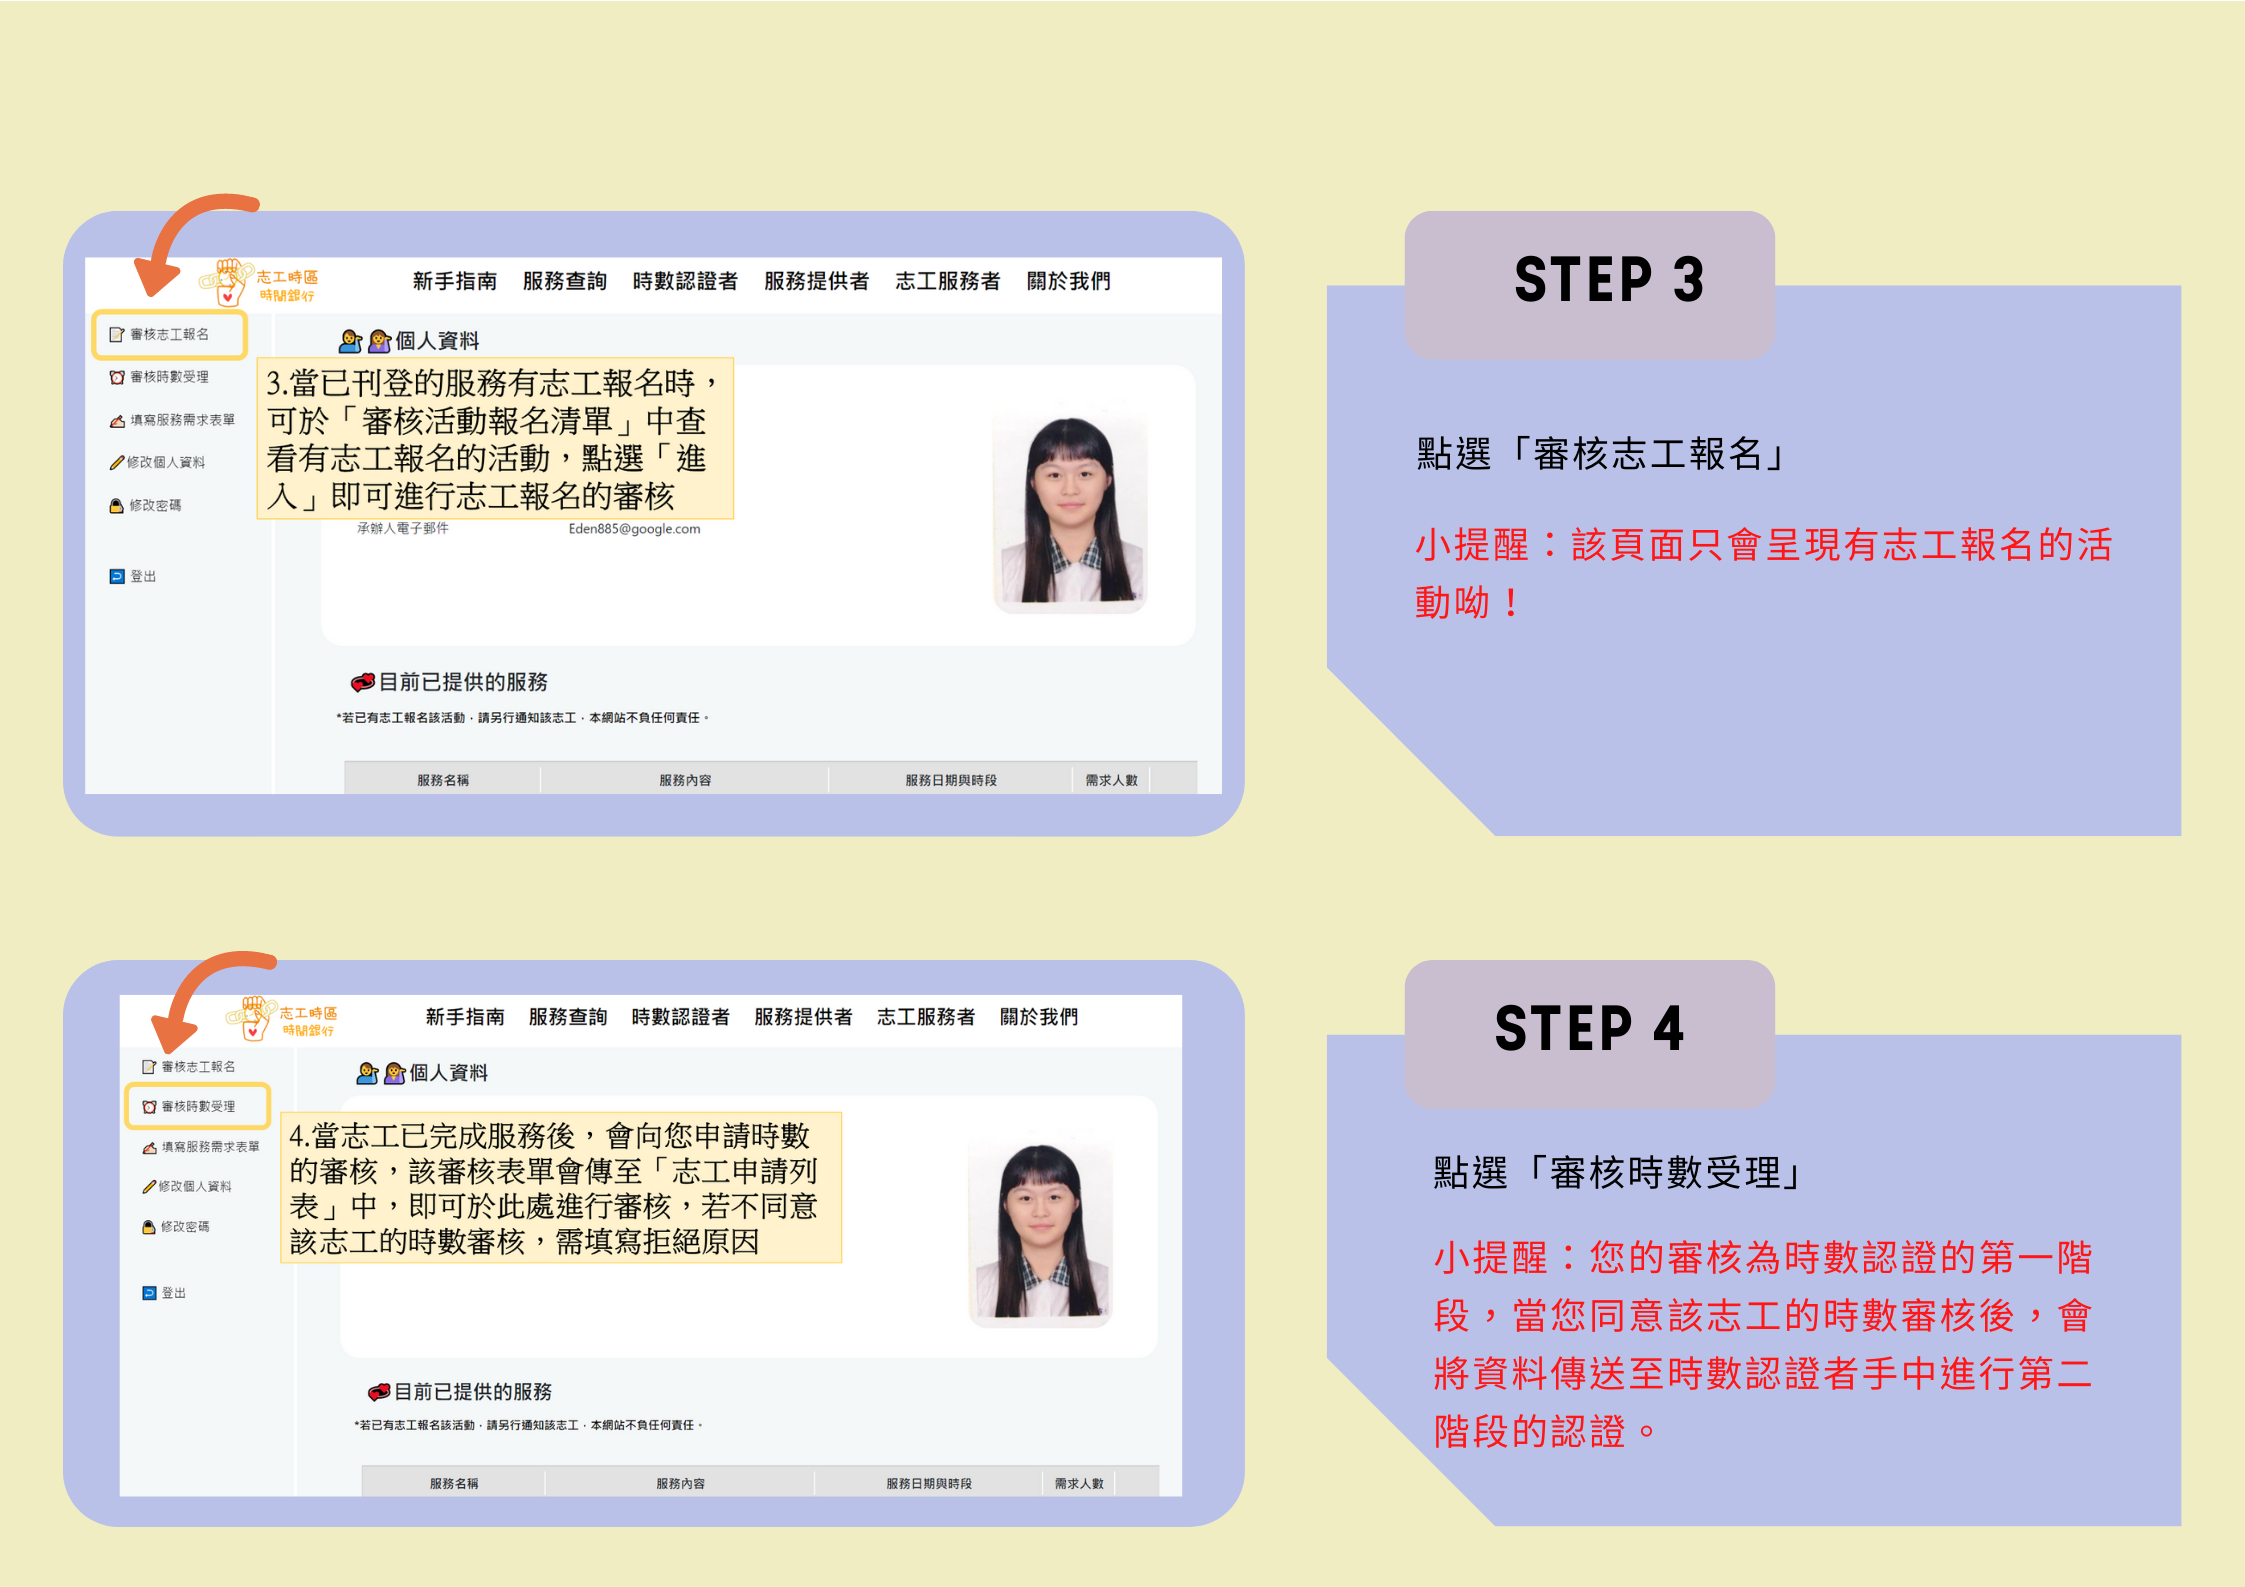 志工時區
時間銀行
新手指南 服務查詢 時數認證者 服務提供者 志工服務者 關於我們
審核志工報名
審核時數受理
填寫服務需求表單
修改個人資料
修改密碼
登出
個人資料
3.當已刊登的服務有志工報名時，
可於「審核活動報名清單」中查
看有志工報名的活動，點選「進
入」即可進行志工報名的審核
承辦人電子郵件 Eden885@google.com
目前已提供的服務
*若已有志工報名該活動，請另行通知該志工，本網站不負任何責任。
服務名稱 服務內容 服務日期與時段 需求人數
STEP 3
點選「審核志工報名」
小提醒：該頁面只會呈現有志工報名的活
動呦！
志工時區
時間銀行
新手指南 服務查詢 時數認證者 服務提供者 志工服務者 關於我們
審核志工報名
審核時數受理
填寫服務需求表單
修改個人資料
修改密碼
登出
個人資料
4.當志工已完成服務後，會向您申請時數
的審核，該審核表單會傳至「志工申請列
表」中，即可於此處進行審核，若不同意
該志工的時數審核，需填寫拒絕原因
目前已提供的服務
*若已有志工報名該活動，請另行通知該志工，本網站不負任何責任。
服務名稱 服務內容 服務日期與時段 需求人數
STEP 4
點選「審核時數受理」
小提醒：您的審核為時數認證的第一階
段，當您同意該志工的時數審核後，會
將資料傳送至時數認證者手中進行第二
階段的認證。